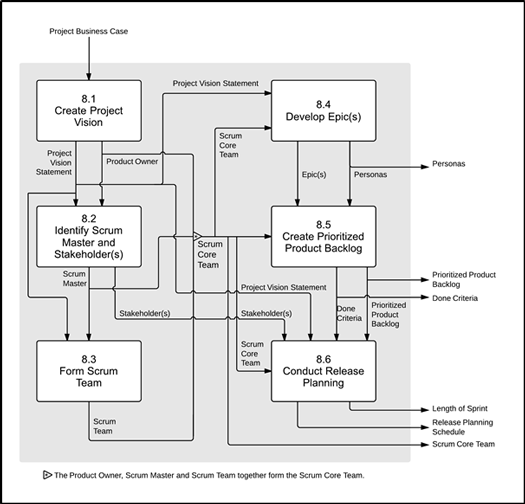 Project Business Case
8.1
Create Project
Vision
Project Vision Statement
8.4
Develop Epic(s)
Project
Vision
Statement
Product Owner
Scrum
Core
Team
Epic(s)
Personas
Personas
8.2
Identify Scrum
Master and
Stakeholder(s)
Scrum
Core
Team
8.5
Create Prioritized
Product Backlog
Scrum
Master
Project Vision Statement
Prioritized Product
Backlog
Done Criteria
Stakeholder(s)
Stakeholder(s)
Done
Criteria
Prioritized
Product
Backlog
8.3
Form Scrum
Team
Scrum
Core
Team
8.6
Conduct Release
Planning
Scrum
Team
Length of Sprint
Release Planning
Schedule
Scrum Core Team
The Product Owner, Scrum Master and Scrum Team together form the Scrum Core Team.